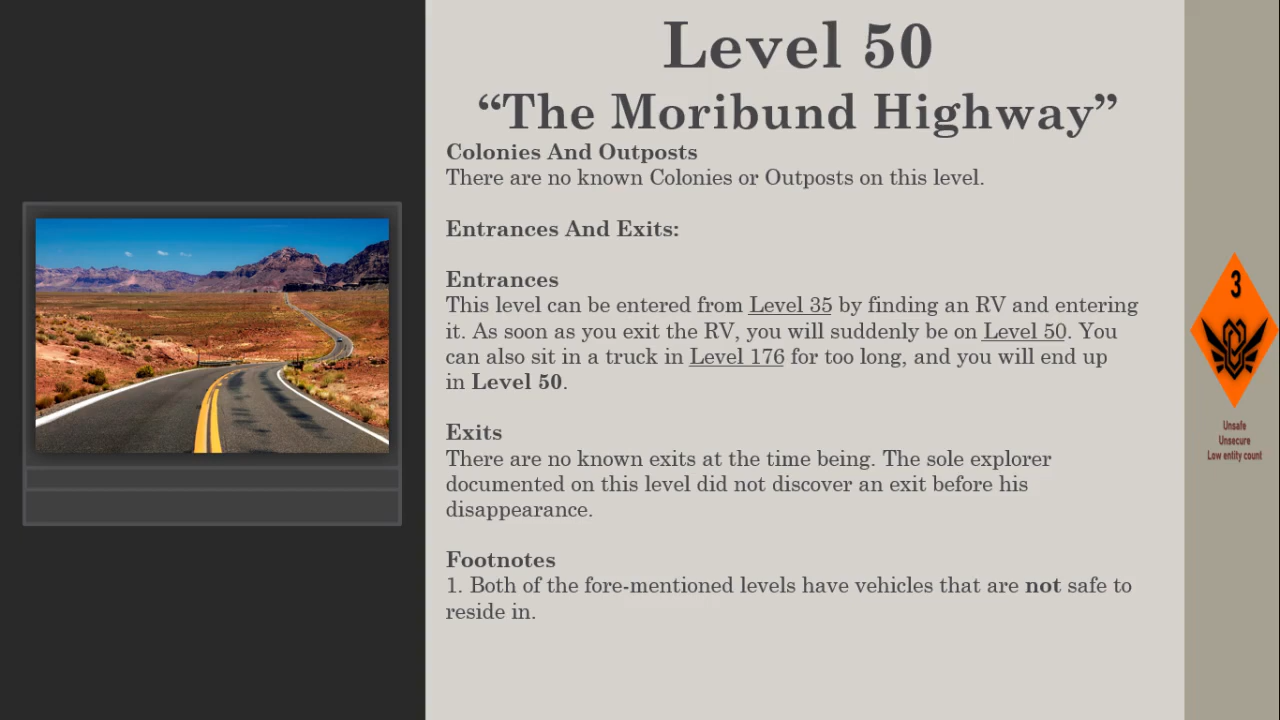 Level 50
“The Moribund Highway”
Colonies And Outposts
There are no known Colonies or Outposts on this level.
Entrances And Exits:
Entrances
This level can be entered from Level 35 by finding an RV and entering
it. As soon as you exit the RV, you will suddenly be on Level 50. You
can also sit in a truck in Level 176 for too long, and you will end up
in Level 50.
Exits
There are no known exits at the time being. The sole explorer
documented on this level did not discover an exit before his
disappearance.
Footnotes
1. Both of the fore-mentioned levels have vehicles that are not safe to
reside in.
3
Unsafe
Unsecure
Low entity count